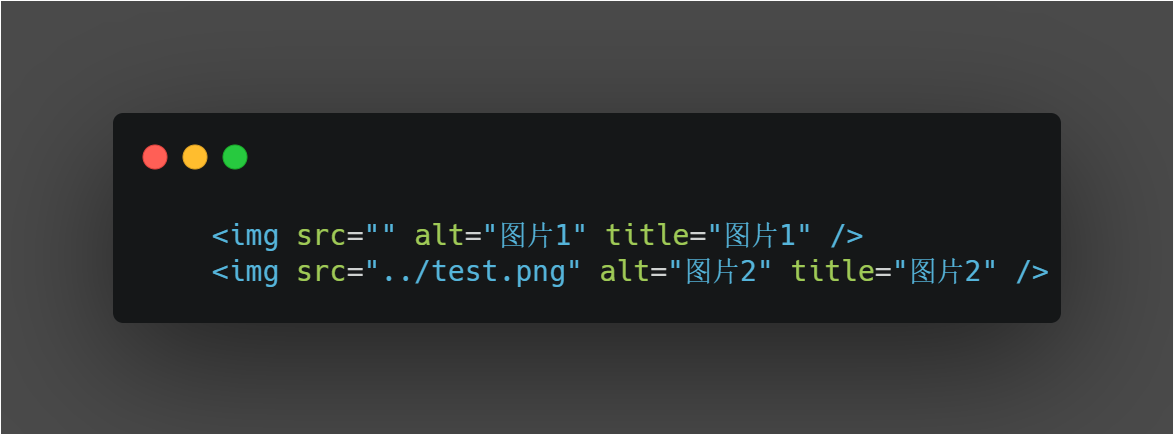 <img src="" alt="图片1" title="图片1" />
<img src="../test.png" alt="图片2" title="图片2" />